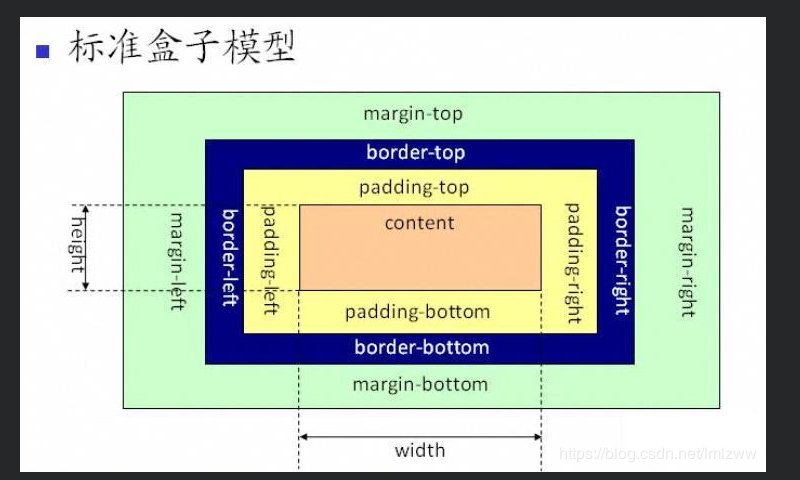 标准盒子模型
margin-top
border-top
padding-top
content
height
margin-left
border-left
padding-left
padding-right
border-right
margin-right
padding-bottom
border-bottom
margin-bottom
width
https://blog.csdn.net/lmlzww